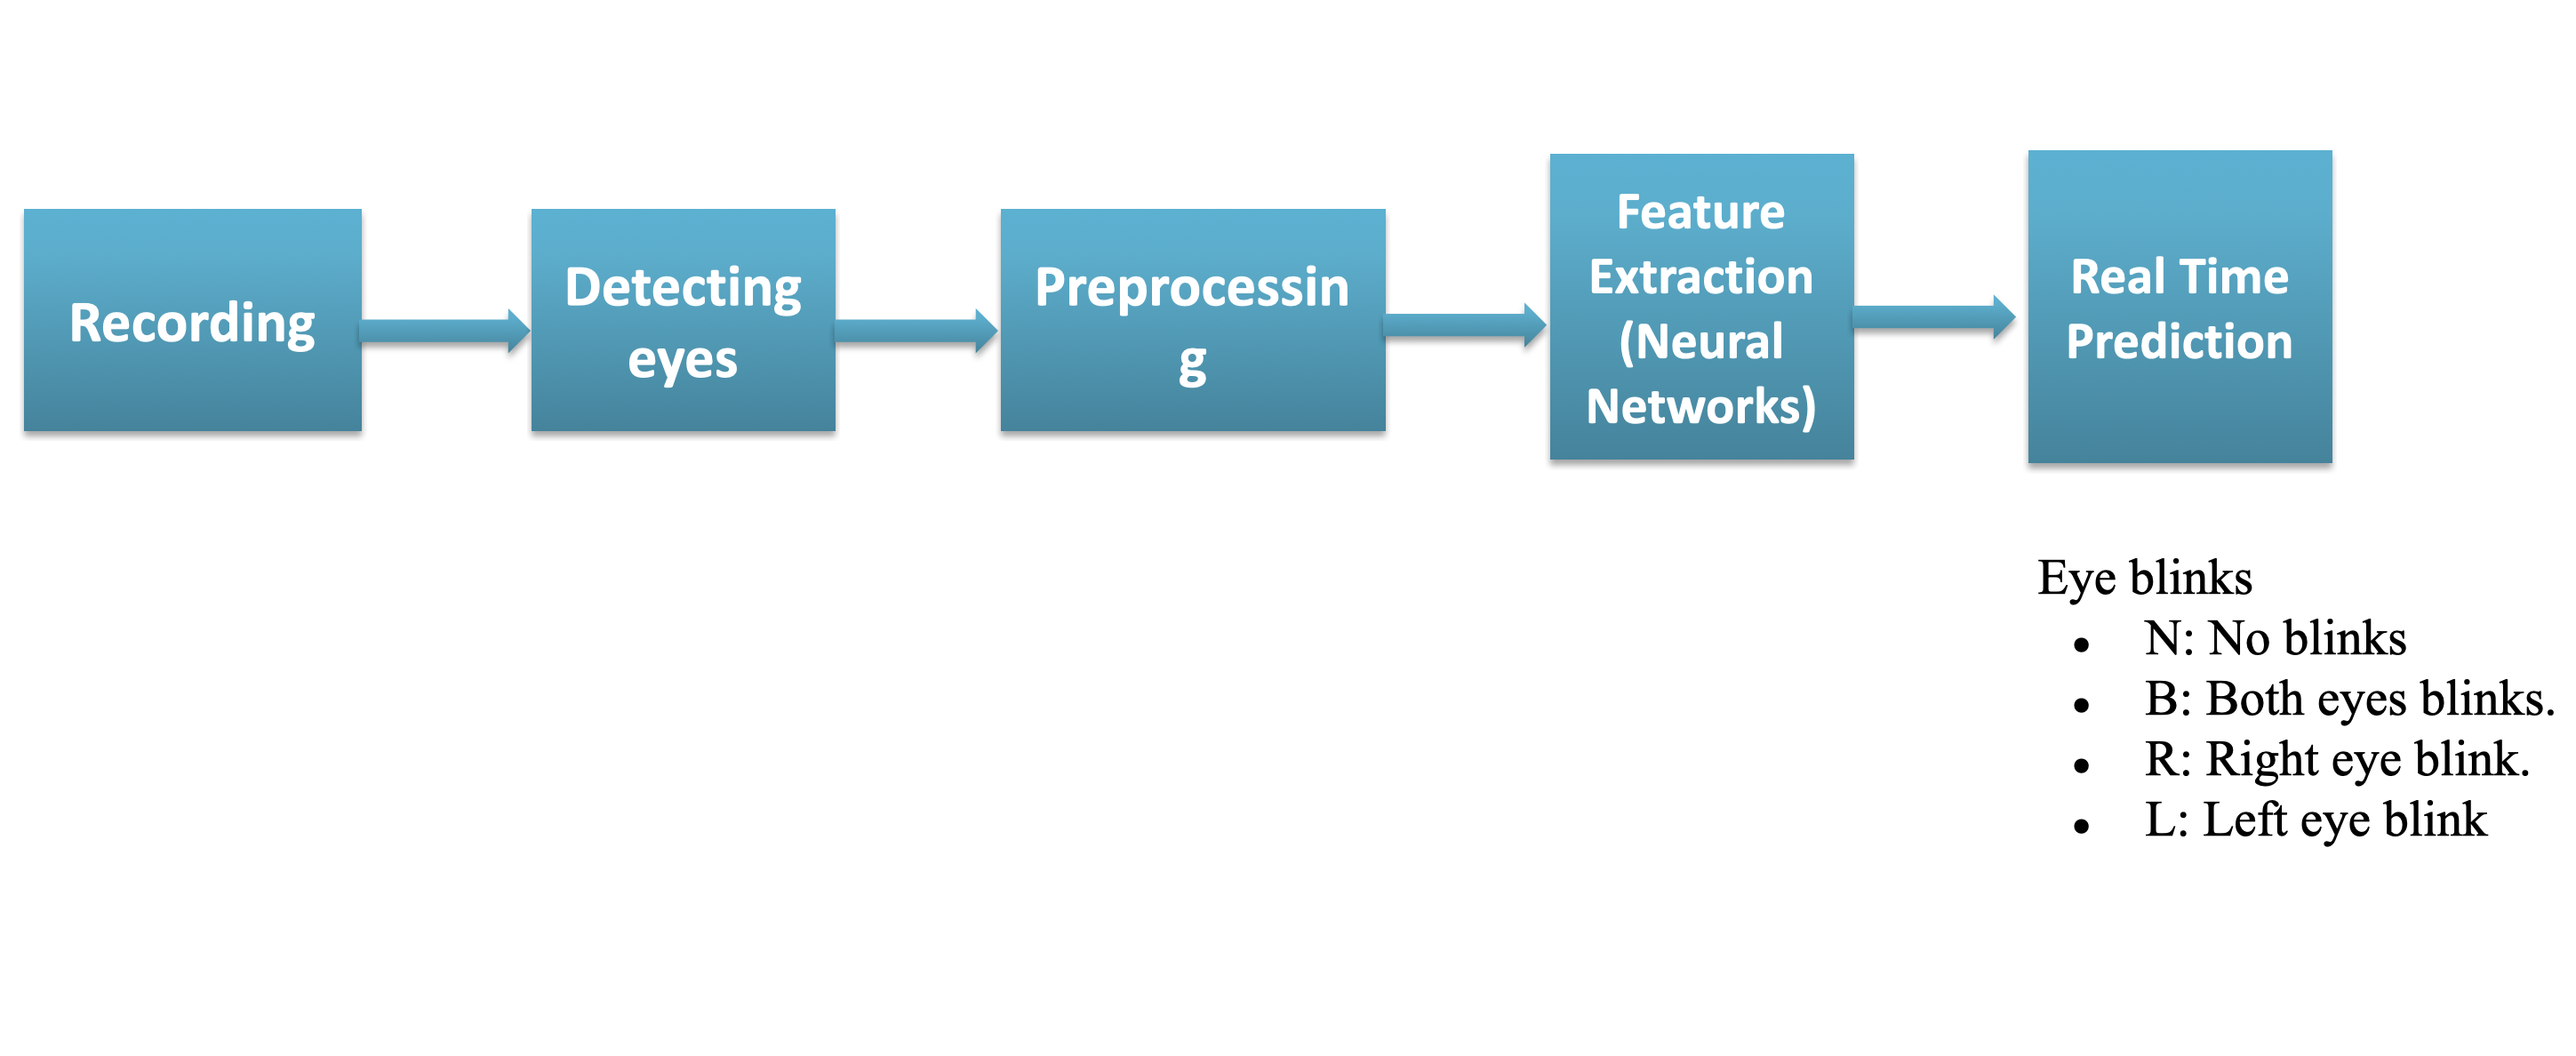 Recording
Detecting
eyes
Preprocessin
g
Feature
Extraction
(Neural
Networks)
Real Time
Prediction
Eye blinks
• N: No blinks
• B: Both eyes blinks.
• R: Right eye blink.
• L: Left eye blink